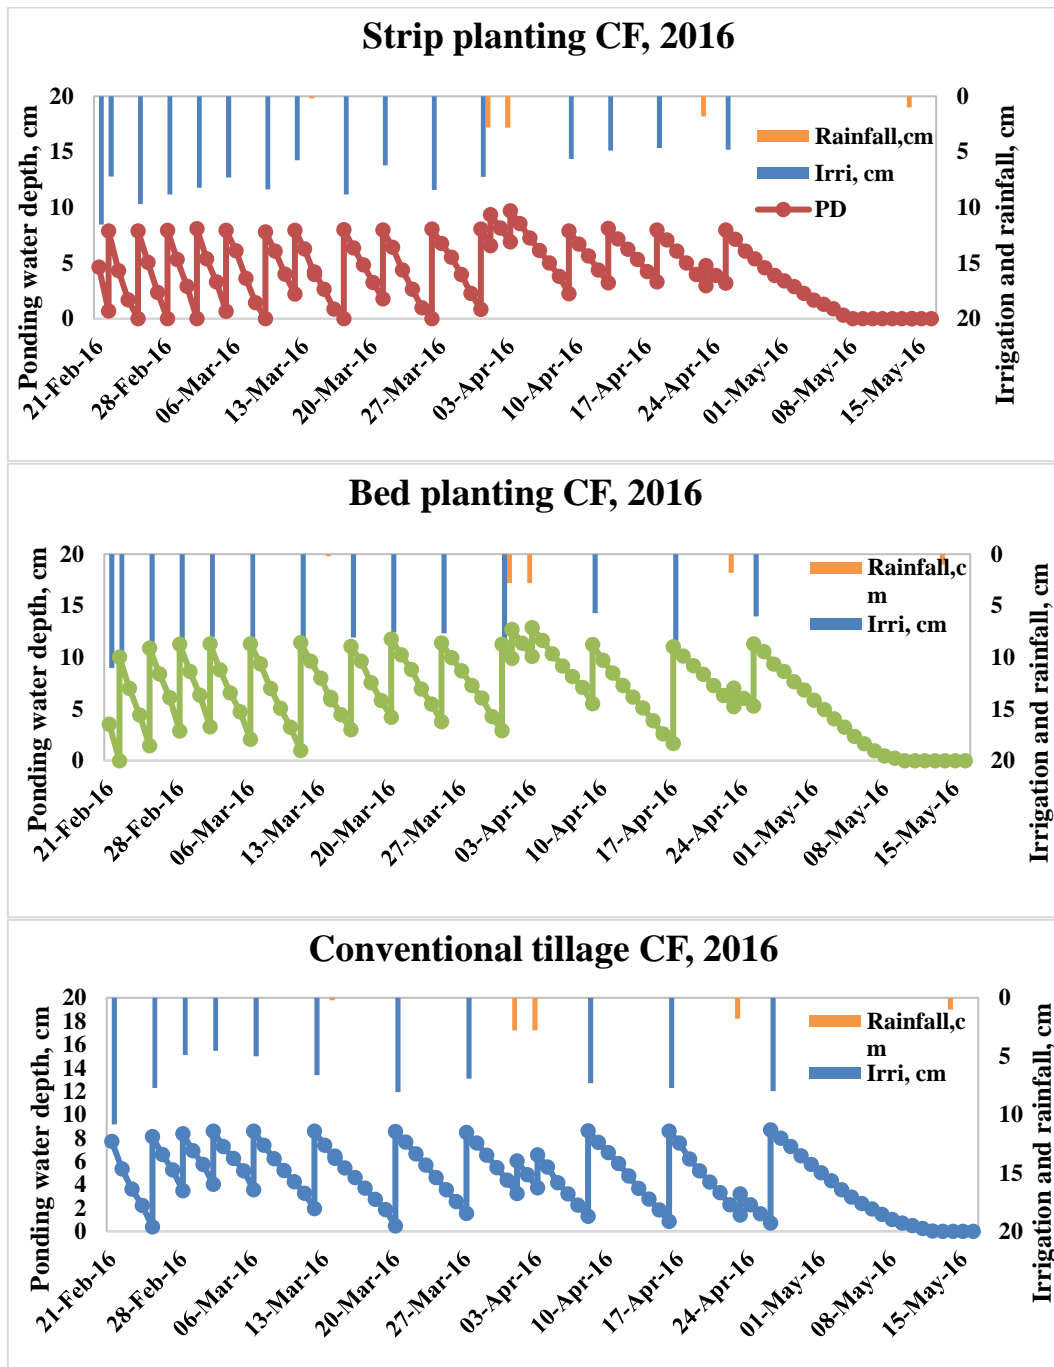 Strip planting CF, 2016
Ponding water depth, cm
20
15
10
5
0
0
5
10
15
20
Irrigation and rainfall, cm
Rainfall,cm
Irri, cm
PD
21-Feb-16
28-Feb-16
06-Mar-16
13-Mar-16
20-Mar-16
27-Mar-16
03-Apr-16
10-Apr-16
17-Apr-16
24-Apr-16
01-May-16
08-May-16
15-May-16
Bed planting CF, 2016
Ponding water depth, cm
20
15
10
5
0
0
5
10
15
20
Irrigation and rainfall, cm
Rainfall,c
m
Irri, cm
21-Feb-16
28-Feb-16
06-Mar-16
13-Mar-16
20-Mar-16
27-Mar-16
03-Apr-16
10-Apr-16
17-Apr-16
24-Apr-16
01-May-16
08-May-16
15-May-16
Conventional tillage CF, 2016
Ponding water depth, cm
20
18
16
14
12
10
8
6
4
2
0
0
5
10
15
20
Irrigation and rainfall, cm
Rainfall,c
m
Irri, cm
21-Feb-16
28-Feb-16
06-Mar-16
13-Mar-16
20-Mar-16
27-Mar-16
03-Apr-16
10-Apr-16
17-Apr-16
24-Apr-16
01-May-16
08-May-16
15-May-16